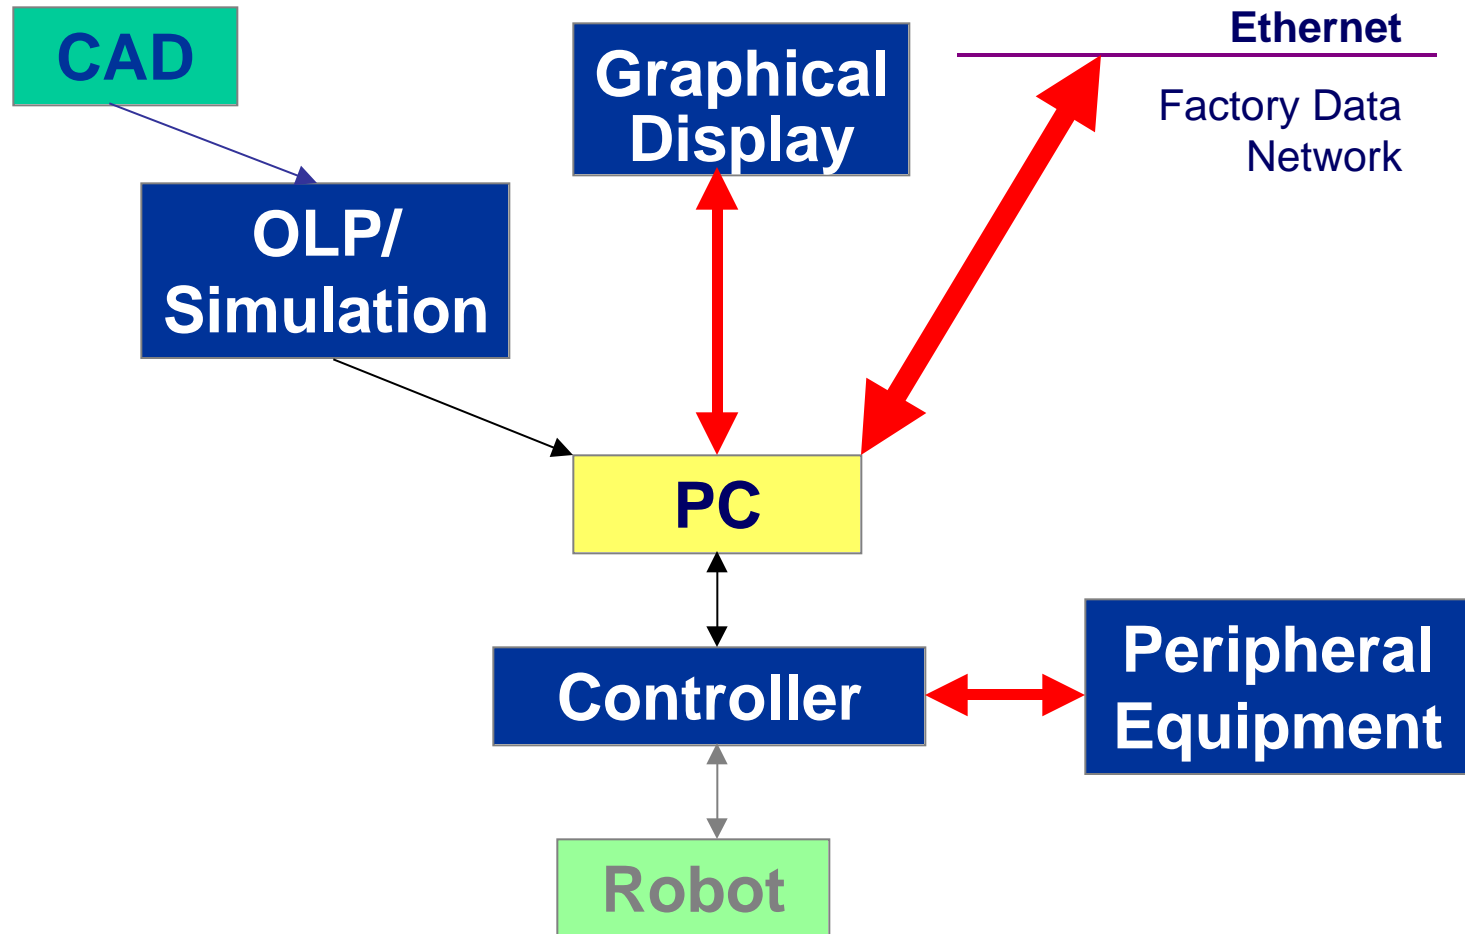 CAD
Graphical
Display
Ethernet
Factory Data
Network
OLP/
Simulation
PC
Controller
Peripheral
Equipment
Robot